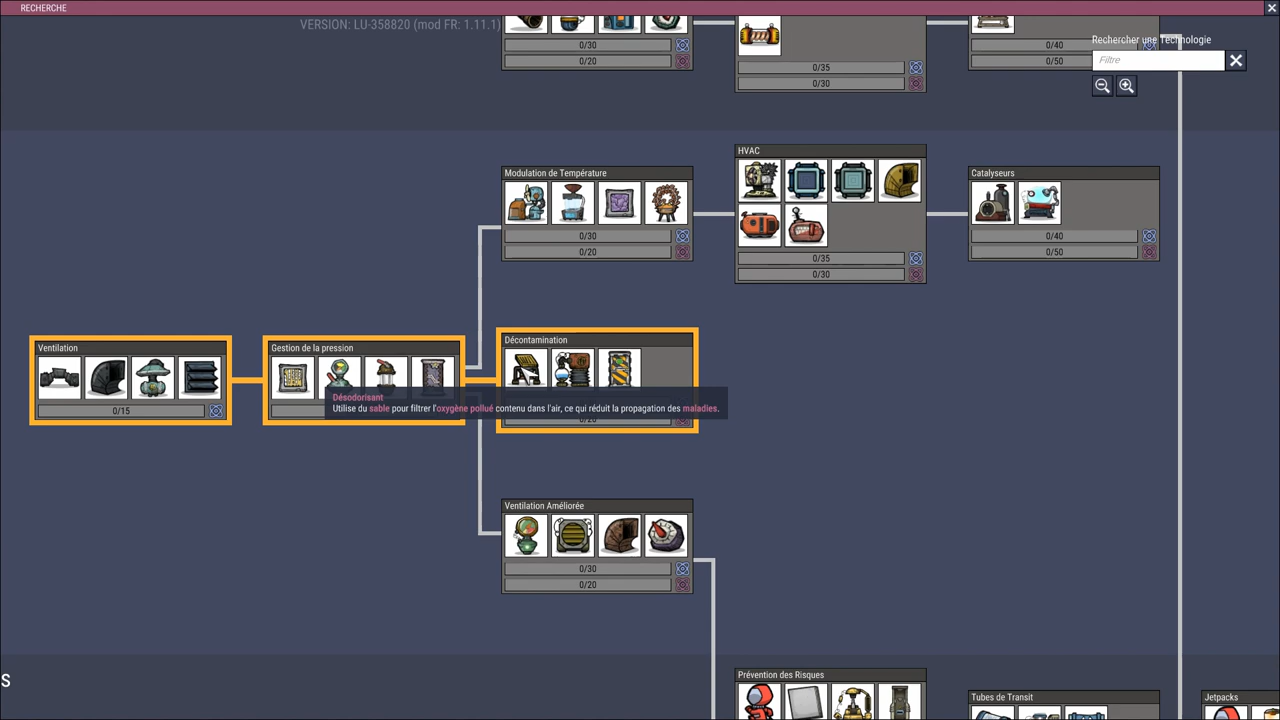 RECHERCHE
VERSION: LU-358820 (mod FR: 1.11.1)
Rechercher une Technologie
Filtre
0/30
0/20
0/35
0/30
0/40
0/50
Modulation de Température
0/30
0/20
HVAC
0/35
0/30
Catalyseurs
0/40
0/50
Ventilation
0/15
Gestion de la pression
Décontamination
0/20
Désodorisant
Utilise du sable pour filtrer l'oxygène pollué contenu dans l'air, ce qui réduit la propagation des maladies.
Ventilation Améliorée
0/30
0/20
S
Prévention des Risques
Tubes de Transit
Jetpacks